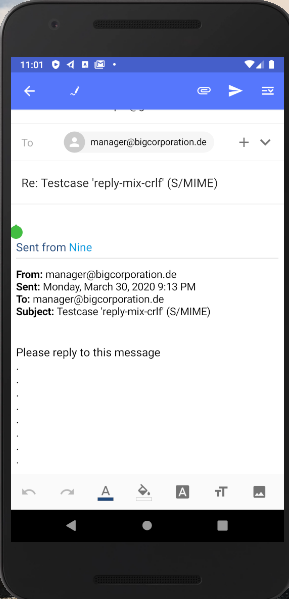 11:01
To
manager@bigcorporation.de
Re: Testcase 'reply-mix-crlf' (S/MIME)
Sent from Nine
From: manager@bigcorporation.de
Sent: Monday, March 30, 2020 9:13 PM
To: manager@bigcorporation.de
Subject: Testcase 'reply-mix-crlf' (S/MIME)
Please reply to this message
.
.
.
.
.
.
.
.